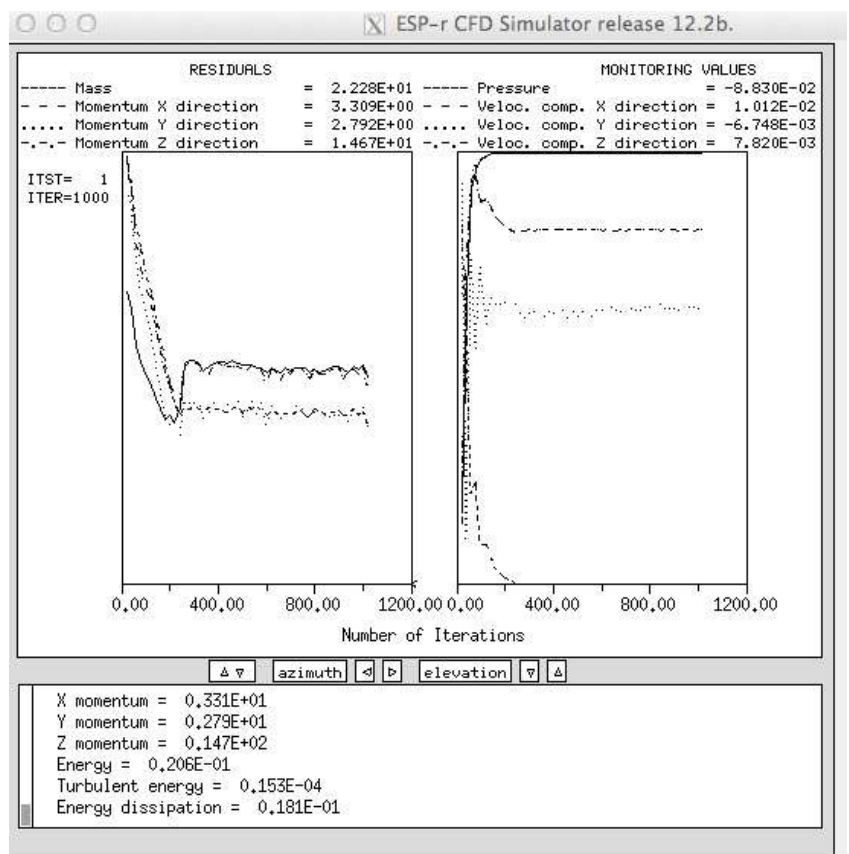 ESP-r CFD Simulator release 12.2b.
RESIDUALS
----- Mass = 2.228E+01
- - - Momentum X direction = 3.309E+00
..... Momentum Y direction = 2.792E+00
-.-.- Momentum Z direction = 1.467E+01
MONITORING VALUES
----- Pressure = -8.830E-02
- - - Veloc. comp. X direction = 1.012E-02
..... Veloc. comp. Y direction = -6.748E-03
-.-.- Veloc. comp. Z direction = 7.820E-03
ITST= 1
ITER=1000
0.00 400.00 800.00 1200.00
0.00 400.00 800.00 1200.00
Number of Iterations
azimuth elevation
X momentum = 0.331E+01
Y momentum = 0.279E+01
Z momentum = 0.147E+02
Energy = 0.206E-01
Turbulent energy = 0.153E-04
Energy dissipation = 0.181E-01